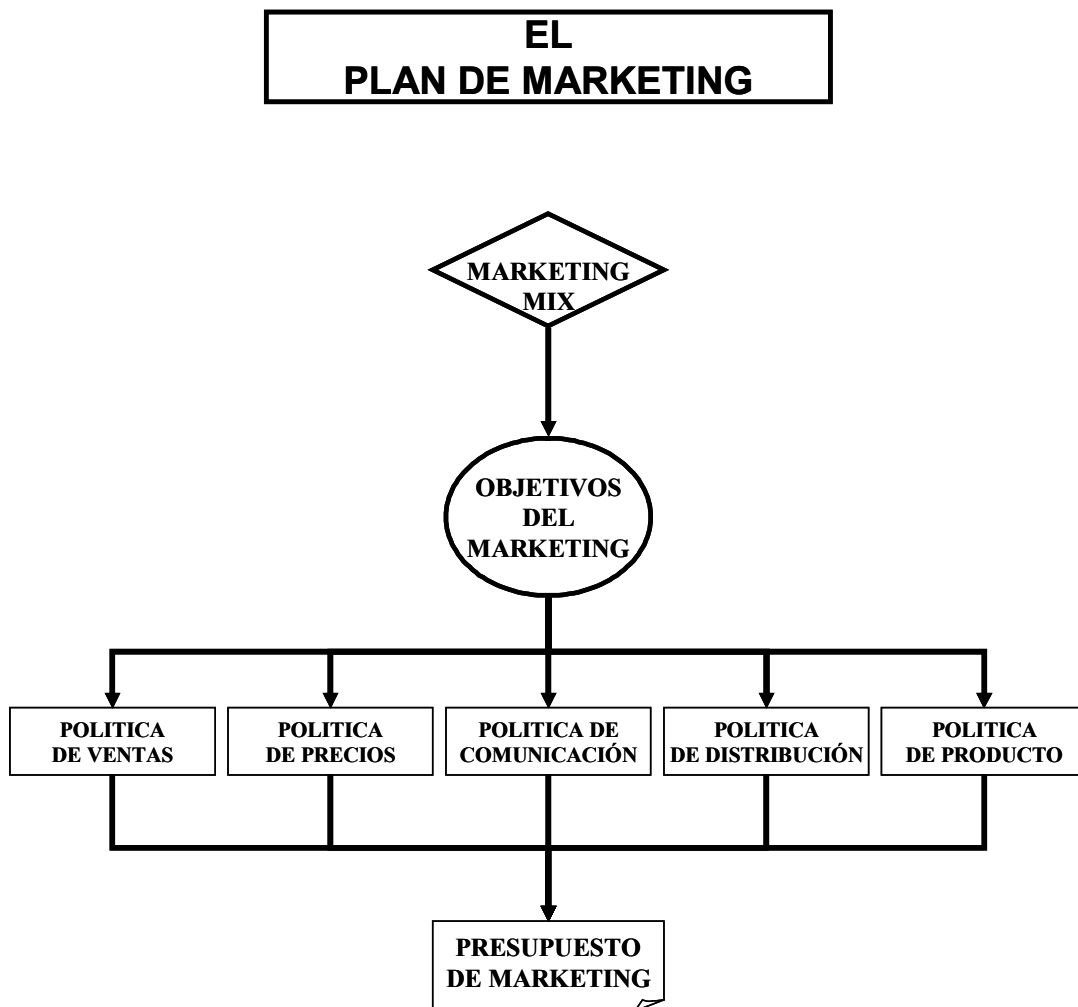 EL
PLAN DE MARKETING
MARKETING
MIX
OBJETIVOS
DEL
MARKETING
POLITICA
DE VENTAS
POLITICA
DE PRECIOS
POLITICA DE
COMUNICACIÓN
POLITICA
DE DISTRIBUCIÓN
POLITICA
DE PRODUCTO
PRESUPUESTO
DE MARKETING